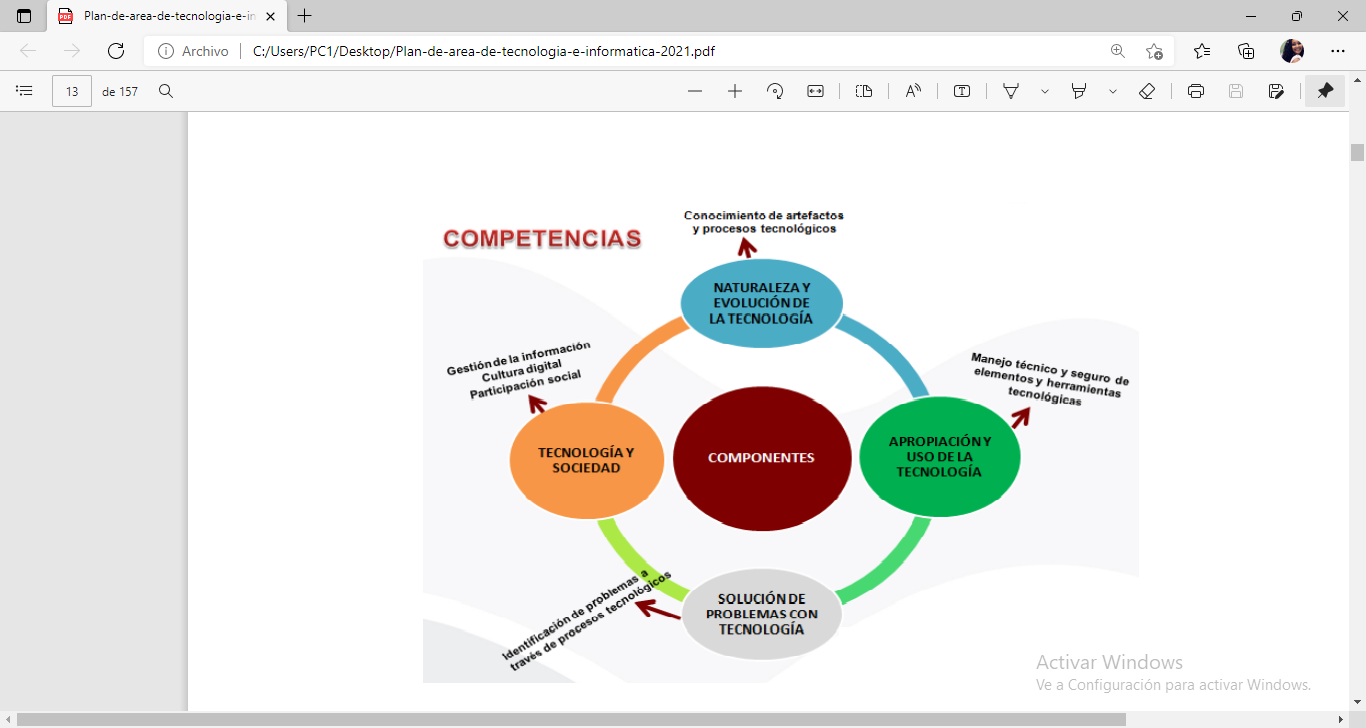 Plan-de-area-de-tecnologia-e-in
Archivo
C:/Users/PC1/Desktop/Plan-de-area-de-tecnologia-e-informatica-2021.pdf
13 de 157
COMPETENCIAS
Conocimiento de artefactos
y procesos tecnológicos
NATURALEZA Y
EVOLUCIÓN DE
LA TECNOLOGÍA
Gestión de la información
Cultura digital
Participación social
Manejo técnico y seguro de
elementos y herramientas
tecnológicas
TECNOLOGÍA Y
SOCIEDAD
COMPONENTES
APROPIACIÓN Y
USO DE LA
TECNOLOGÍA
Identificación de problemas a
través de procesos tecnológicos
SOLUCIÓN DE
PROBLEMAS CON
TECNOLOGÍA
Activar Windows
Ve a Configuración para activar Windows.